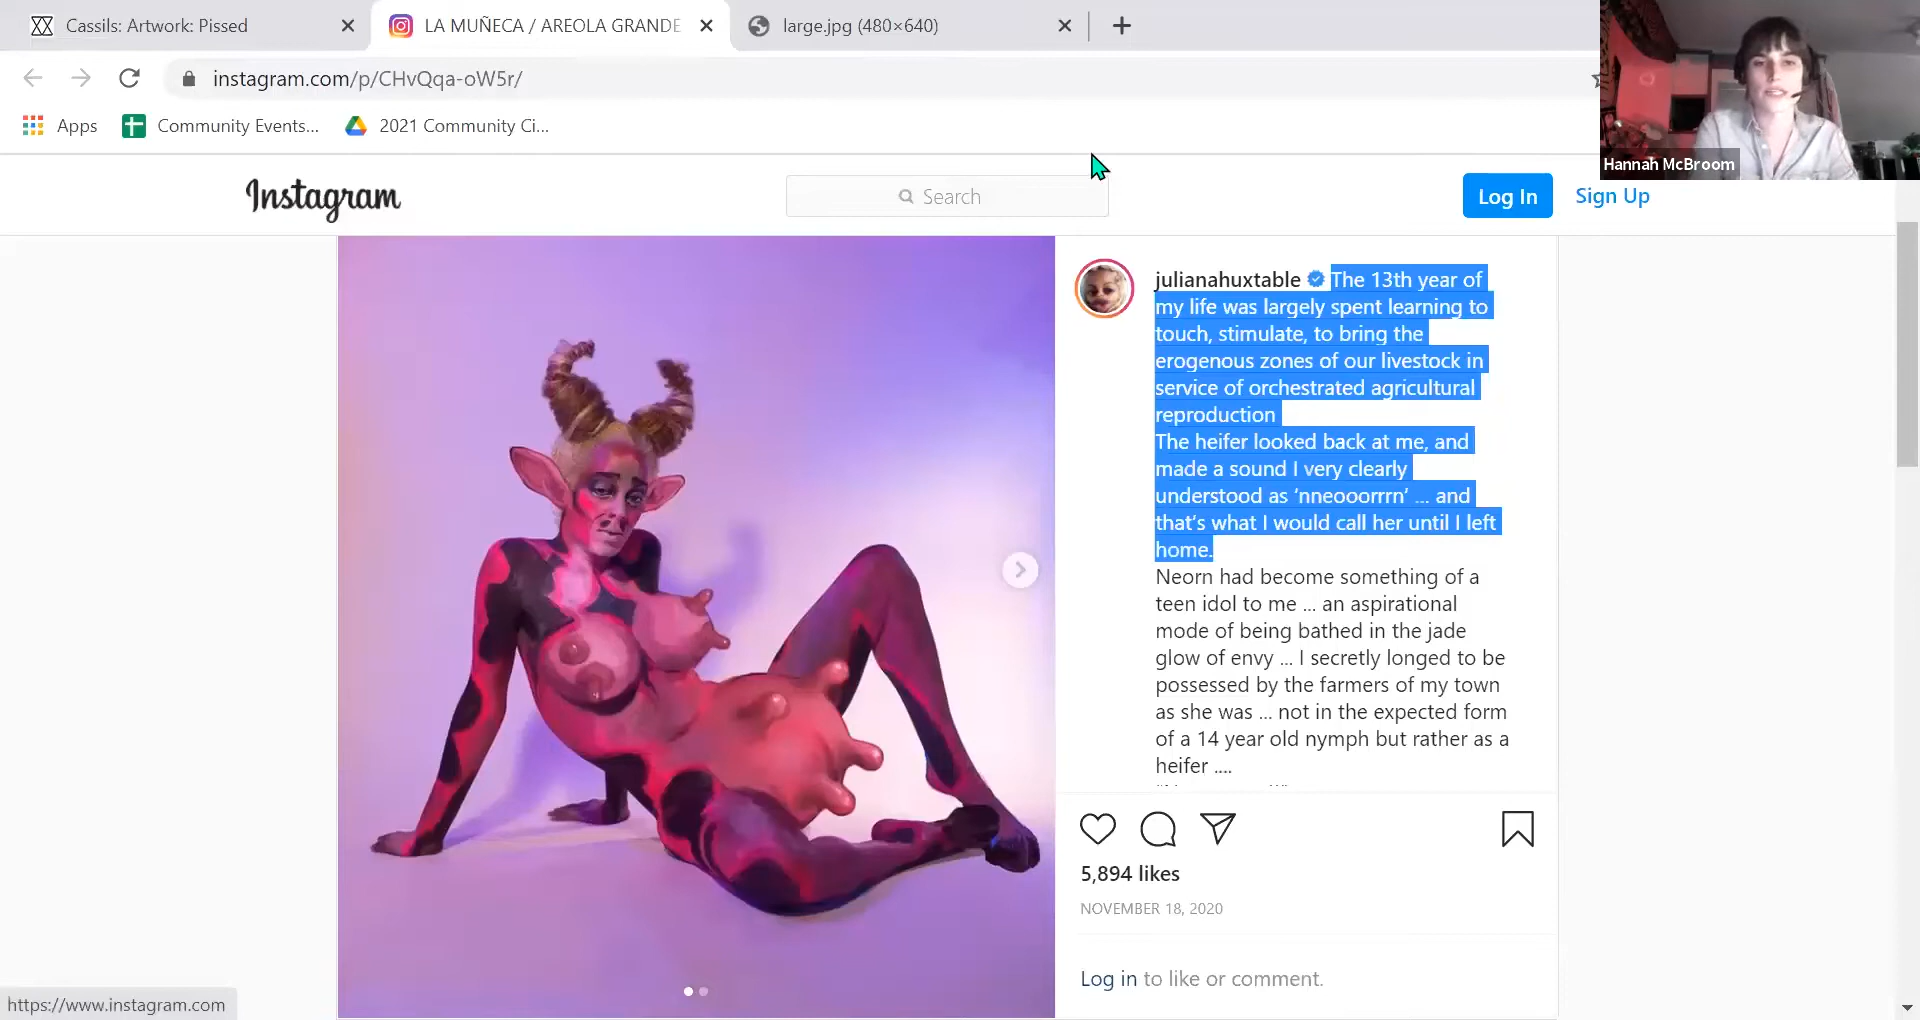 Cassils: Artwork: Pissed
LA MUÑECA / AREOLA GRANDE
large.jpg (480×640)
instagram.com/p/CHvQqa-oW5r/
Apps
Community Events...
2021 Community Ci...
Hannah McBroom
Instagram
Search
Log In
Sign Up
julianahuxtable The 13th year of
my life was largely spent learning to
touch, stimulate, to bring the
erogenous zones of our livestock in
service of orchestrated agricultural
reproduction
The heifer looked back at me, and
made a sound I very clearly
understood as ‘nneooorrrn’ ... and
that's what I would call her until I left
home.
Neorn had become something of a
teen idol to me ... an aspirational
mode of being bathed in the jade
glow of envy ... I secretly longed to be
possessed by the farmers of my town
as she was ... not in the expected form
of a 14 year old nymph but rather as a
heifer ....
5,894 likes
NOVEMBER 18, 2020
Log in to like or comment.
https://www.instagram.com